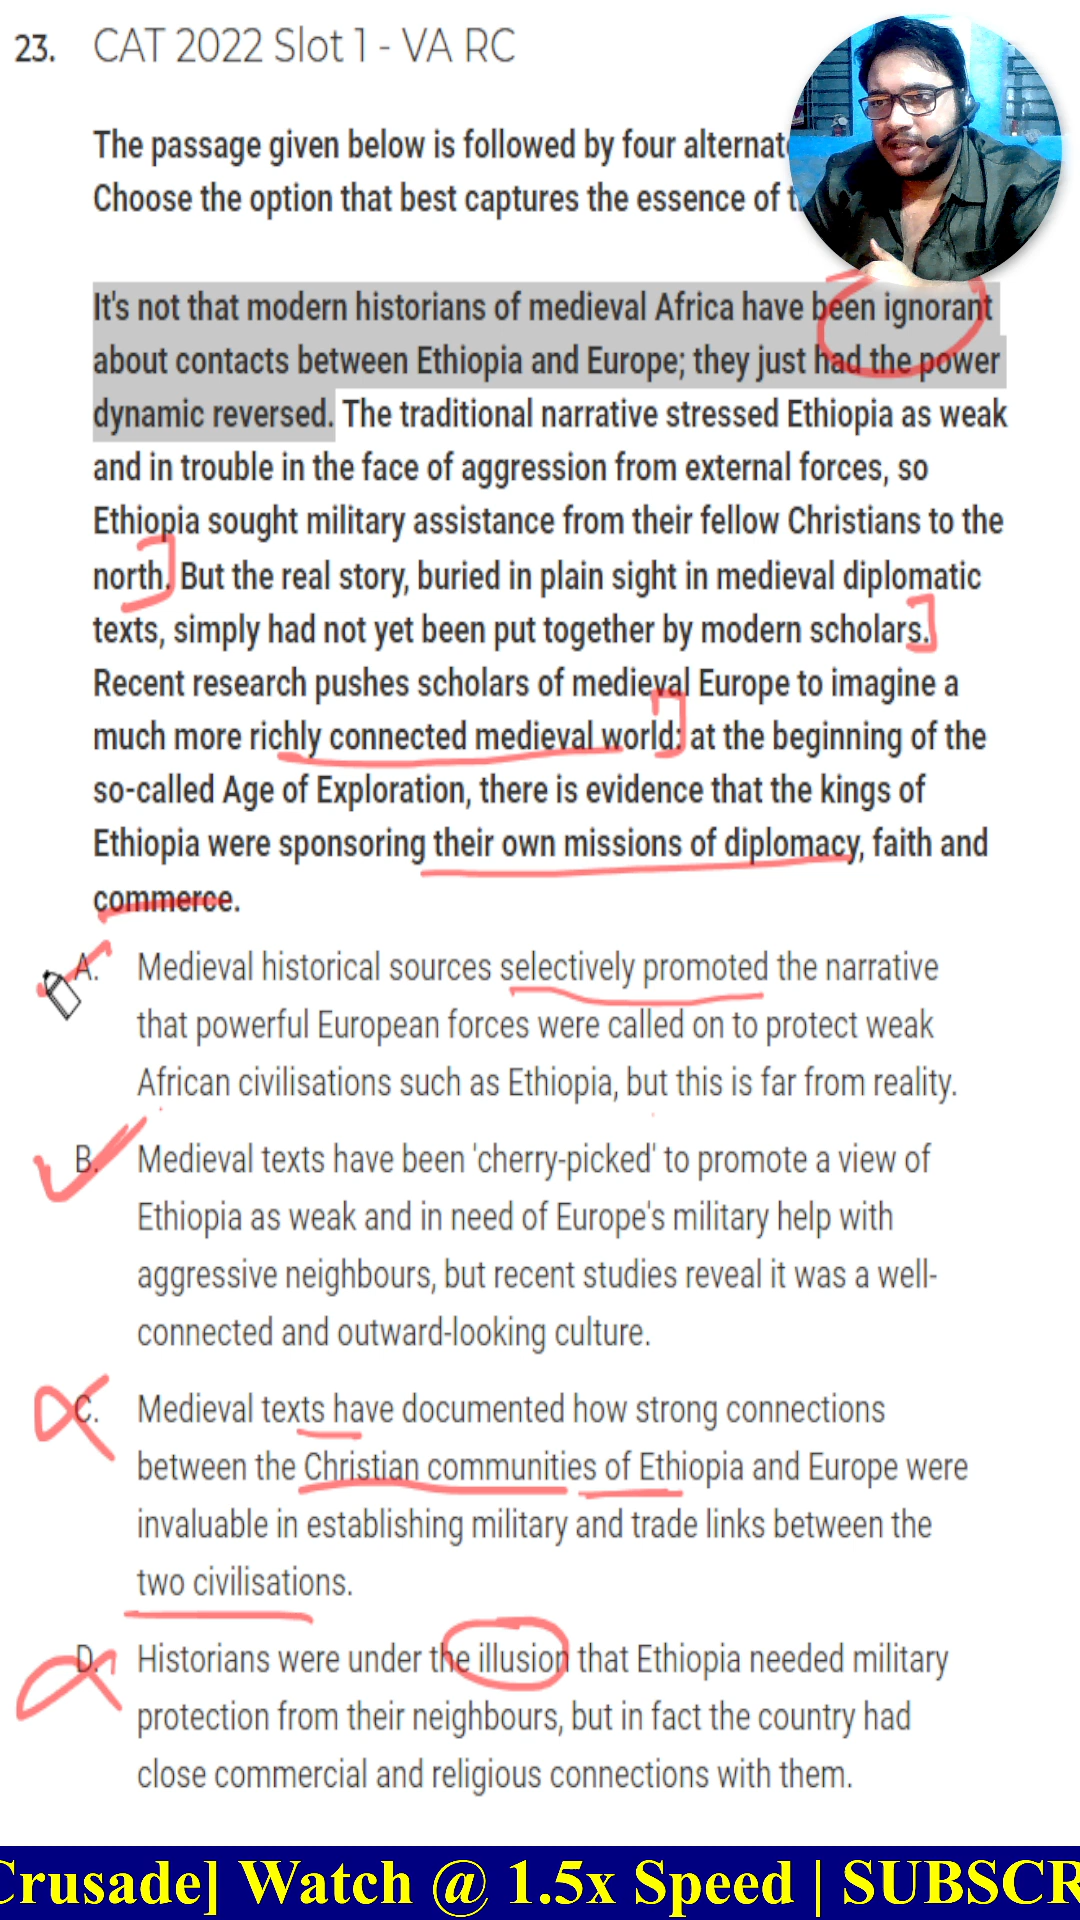 23. CAT 2022 Slot 1 - VA RC
The passage given below is followed by four
Choose the option that best captures the essence of
It's not that modern historians of medieval Africa have been ignorant
about contacts between Ethiopia and Europe; they just had the power
dynamic reversed. The traditional narrative stressed Ethiopia as weak
and in trouble in the face of aggression from external forces, so
Ethiopia sought military assistance from their fellow Christians to the
north. But the real story, buried in plain sight in medieval diplomatic
texts, simply had not yet been put together by modern scholars.
Recent research pushes scholars of medieval Europe to imagine a
much more richly connected medieval world: at the beginning of the
so-called Age of Exploration, there is evidence that the kings of
Ethiopia were sponsoring their own missions of diplomacy, faith and
commerce.
A. Medieval historical sources selectively promoted the narrative
that powerful European forces were called on to protect weak
African civilisations such as Ethiopia, but this is far from reality.
B. Medieval texts have been 'cherry-picked' to promote a view of
Ethiopia as weak and in need of Europe's military help with
aggressive neighbours, but recent studies reveal it was a well-
connected and outward-looking culture.
C. Medieval texts have documented how strong connections
between the Christian communities of Ethiopia and Europe were
invaluable in establishing military and trade links between the
two civilisations.
D. Historians were under the illusion that Ethiopia needed military
protection from their neighbours, but in fact the country had
close commercial and religious connections with them.
Crusade] Watch @ 1.5x Speed | SUBSCR